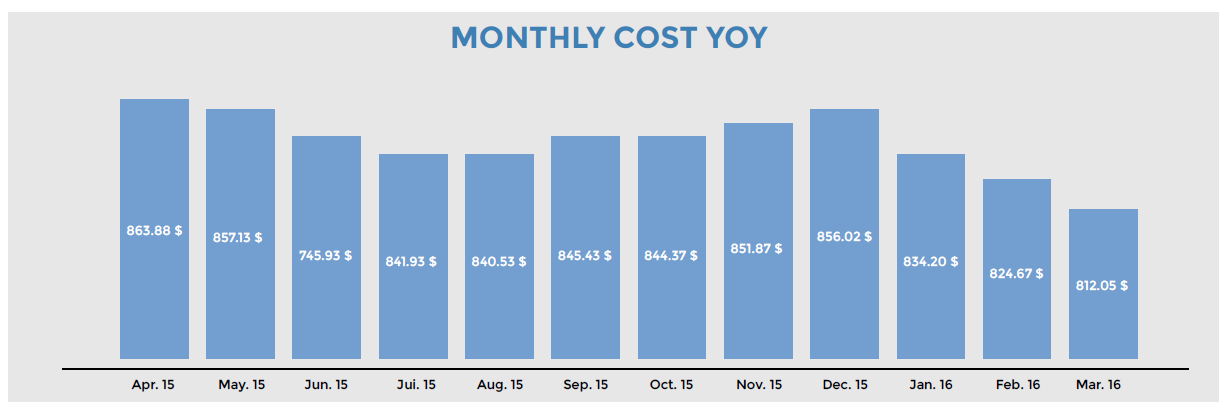 MONTHLY COST YOY
863.88 $
857.13 $
745.93 $
841.93 $
840.53 $
845.43 $
844.37 $
851.87 $
856.02 $
834.20 $
824.67 $
812.05 $
Apr. 15
May. 15
Jun. 15
Jui. 15
Aug. 15
Sep. 15
Oct. 15
Nov. 15
Dec. 15
Jan. 16
Feb. 16
Mar. 16